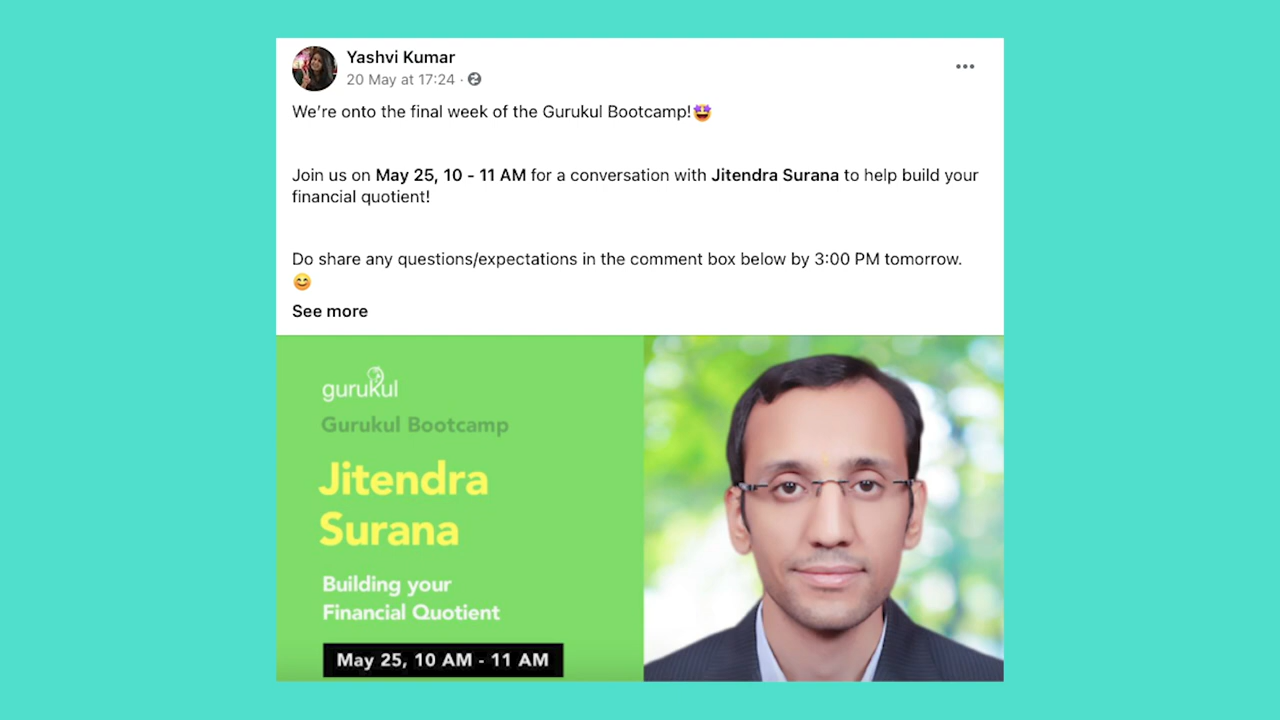 Yashvi Kumar
20 May at 17:24 ·
We're onto the final week of the Gurukul Bootcamp!🤩
Join us on May 25, 10 - 11 AM for a conversation with Jitendra Surana to help build your
financial quotient!
Do share any questions/expectations in the comment box below by 3:00 PM tomorrow.
😊
See more
gurukul
Gurukul Bootcamp
Jitendra
Surana
Building your
Financial Quotient
May 25, 10 AM - 11 AM